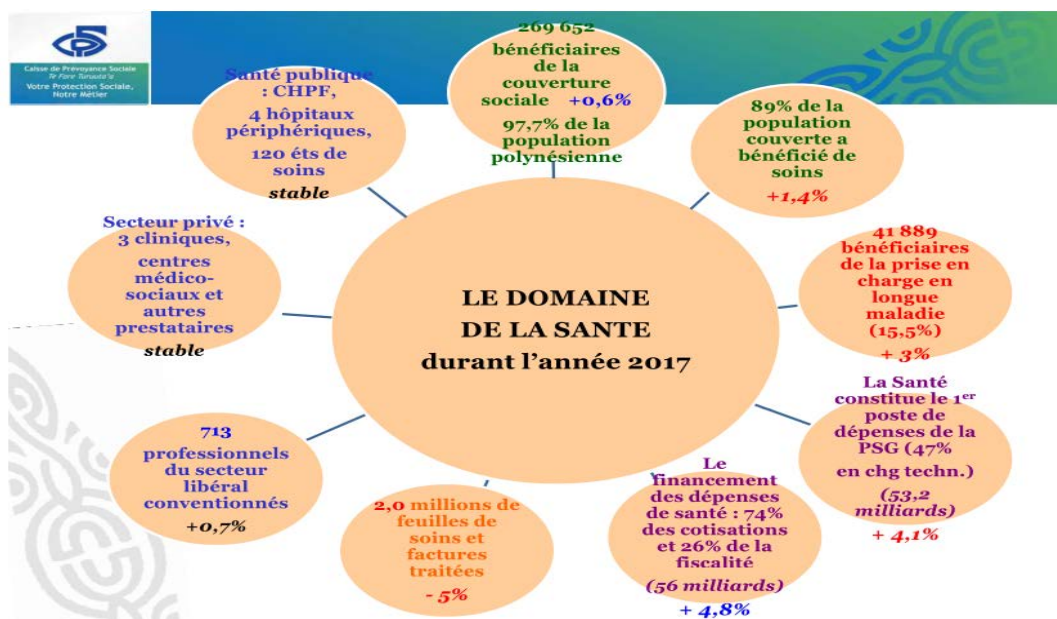 Caisse de Prévoyance Sociale
Te Fare Turuuta'a
Votre Protection Sociale,
Notre Métier
269 652
bénéficiaires
de la
couverture
sociale +0,6%
97,7% de la
population
polynésienne
89% de la
population
couverte a
bénéficié de
soins
+1,4%
41 889
bénéficiaires
de la prise en
charge en
longue
maladie
(15,5%)
+ 3%
La Santé
constitue le 1er
poste de
dépenses de la
PSG (47%
en chg techn.)
(53,2
milliards)
+ 4,1%
Le
financement
des dépenses
de santé : 74%
des cotisations
et 26% de la
fiscalité
(56 milliards)
+ 4,8%
2,0 millions de
feuilles de
soins et
factures
traitées
- 5%
713
professionnels
du secteur
libéral
conventionnés
+0,7%
Secteur privé :
3 cliniques,
centres
médico-
sociaux et
autres
prestataires
stable
Santé publique
: CHPF,
4 hôpitaux
périphériques,
120 éts de
soins
stable
LE DOMAINE
DE LA SANTE
durant l'année 2017